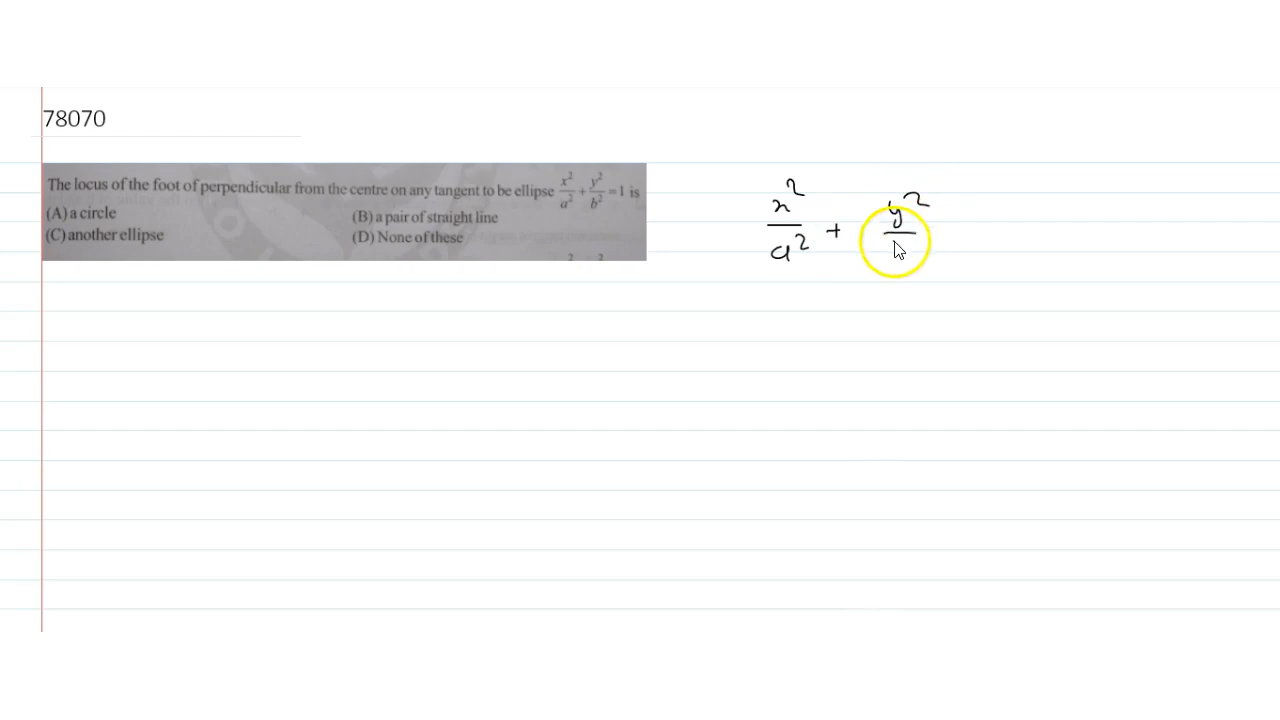 78070
The locus of the foot of perpendicular from the centre on any tangent to be ellipse x²/a² + y²/b² = 1 is
(A) a circle (B) a pair of straight line
(C) another ellipse (D) None of these
x²/a² + y²/